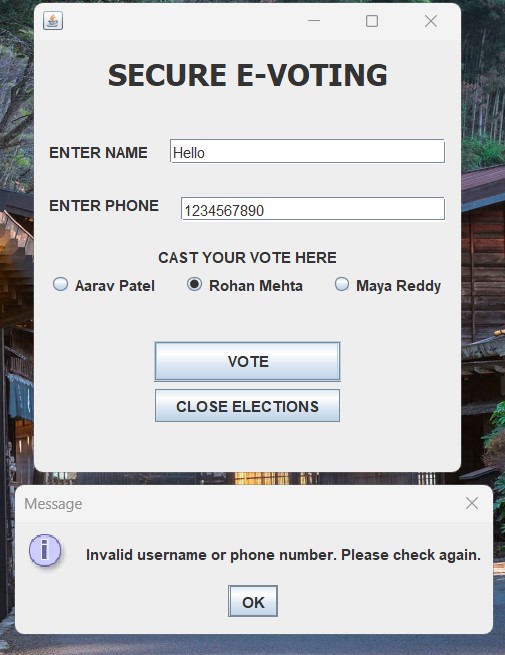 SECURE E-VOTING
ENTER NAME Hello
ENTER PHONE 1234567890
CAST YOUR VOTE HERE
Aarav Patel Rohan Mehta Maya Reddy
VOTE
CLOSE ELECTIONS
Message
Invalid username or phone number. Please check again.
OK